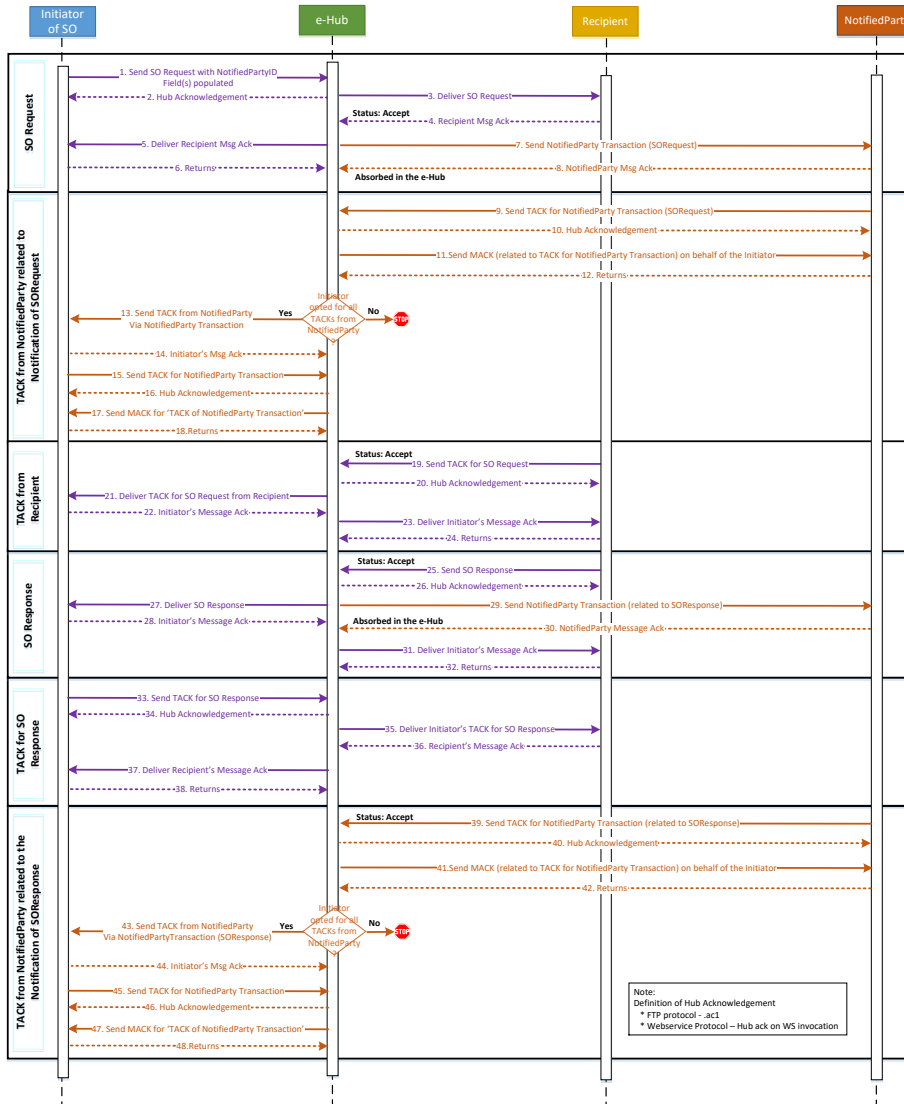 Initiator
of SO
e-Hub
Recipient
NotifiedPart
SO Request
1. Send SO Request with NotifiedPartyID
Field(s) populated
2. Hub Acknowledgement
3. Deliver SO Request
Status: Accept
4. Recipient Msg Ack
5. Deliver Recipient Msg Ack
7. Send NotifiedParty Transaction (SORequest)
6. Returns
8. NotifiedParty Msg Ack
Absorbed in the e-Hub
TACK from NotifiedParty related to
Notification of SORequest
9. Send TACK for NotifiedParty Transaction (SORequest)
10. Hub Acknowledgement
11.Send MACK (related to TACK for NotifiedParty Transaction) on behalf of the Initiator
12. Returns
Initiator
opted for all
TACKs from
NotifiedParty
?
Yes
No
STOP
13. Send TACK from NotifiedParty
Via NotifiedParty Transaction
14. Initiator's Msg Ack
15. Send TACK for NotifiedParty Transaction
16. Hub Acknowledgement
17. Send MACK for 'TACK of NotifiedParty Transaction'
18.Returns
TACK from
Recipient
Status: Accept
19. Send TACK for SO Request
20. Hub Acknowledgement
21. Deliver TACK for SO Request from Recipient
22. Initiator's Message Ack
23. Deliver Initiator's Message Ack
24. Returns
SO Response
Status: Accept
25. Send SO Response
26. Hub Acknowledgement
27. Deliver SO Response
29. Send NotifiedParty Transaction (related to SOResponse)
28. Initiator's Message Ack
Absorbed in the e-Hub
30. NotifiedParty Message Ack
31. Deliver Initiator's Message Ack
32. Returns
TACK for SO
Response
33. Send TACK for SO Response
34. Hub Acknowledgement
35. Deliver Initiator's TACK for SO Response
36. Recipient's Message Ack
37. Deliver Recipient's Message Ack
38. Returns
TACK from NotifiedParty related to the
Notification of SOResponse
Status: Accept
39. Send TACK for NotifiedParty Transaction (related to SOResponse)
40. Hub Acknowledgement
41.Send MACK (related to TACK for NotifiedParty Transaction) on behalf of the Initiator
42. Returns
Initiator
opted for all
TACKs from
NotifiedParty
?
Yes
No
STOP
43. Send TACK from NotifiedParty
Via NotifiedPartyTransaction (SOResponse)
44. Initiator's Msg Ack
45. Send TACK for NotifiedParty Transaction
46. Hub Acknowledgement
47. Send MACK for 'TACK of NotifiedParty Transaction'
48.Returns
Note:
Definition of Hub Acknowledgement
* FTP protocol - .ac1
* Webservice Protocol – Hub ack on WS invocation